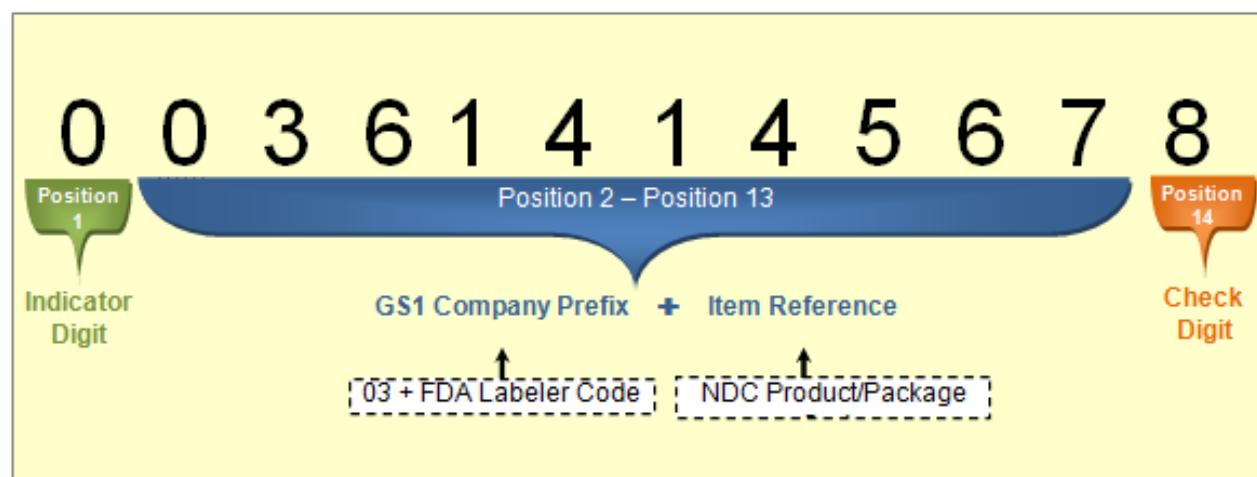 0 0 3 6 1 4 1 4 5 6 7 8
Position 1
Position 2 – Position 13
Position 14
Indicator Digit
GS1 Company Prefix + Item Reference
Check Digit
03 + FDA Labeler Code
NDC Product/Package